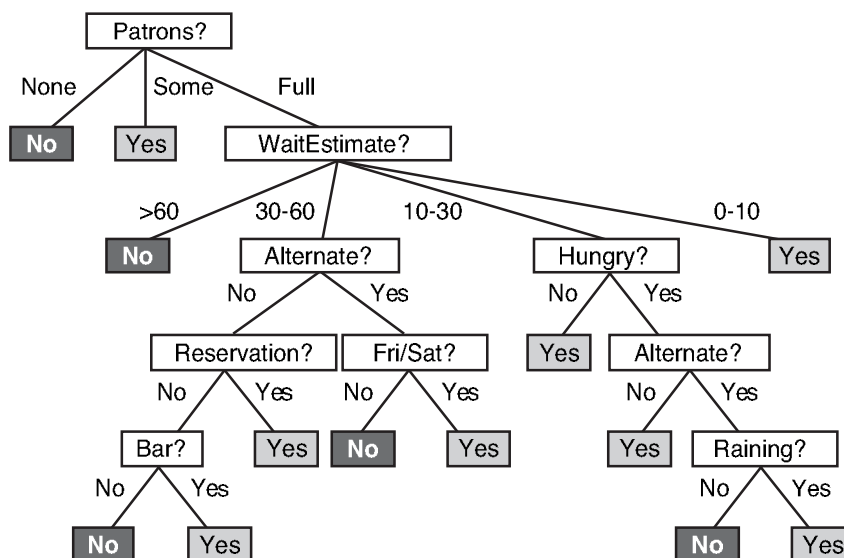 Patrons?
None Some Full
No Yes WaitEstimate?
>60 30-60 10-30 0-10
No Alternate? Hungry? Yes
No Yes No Yes
Reservation? Fri/Sat? Yes Alternate?
No Yes No Yes No Yes
Bar? Yes No Yes Yes Raining?
No Yes No Yes
No Yes No Yes